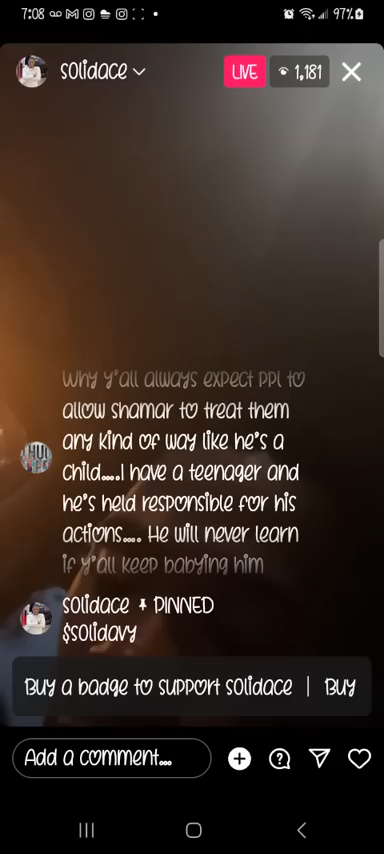 7:08
97%
solidace
LIVE
1,181
Why y'all always expect ppl to
allow shamar to treat them
any kind of way like he's a
child....I have a teenager and
he's held responsible for his
actions.... He will never learn
if y'all keep babying him
solidace PINNED
$solidavy
Buy a badge to support solidace | Buy
Add a comment...